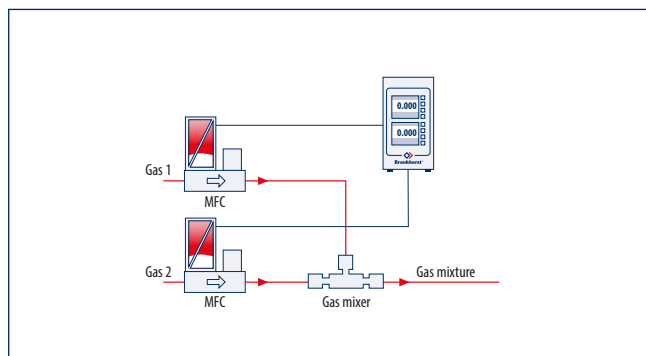 0.000
0.000
Bronkhorst®
Gas 1
MFC
Gas 2
MFC
Gas mixer
Gas mixture